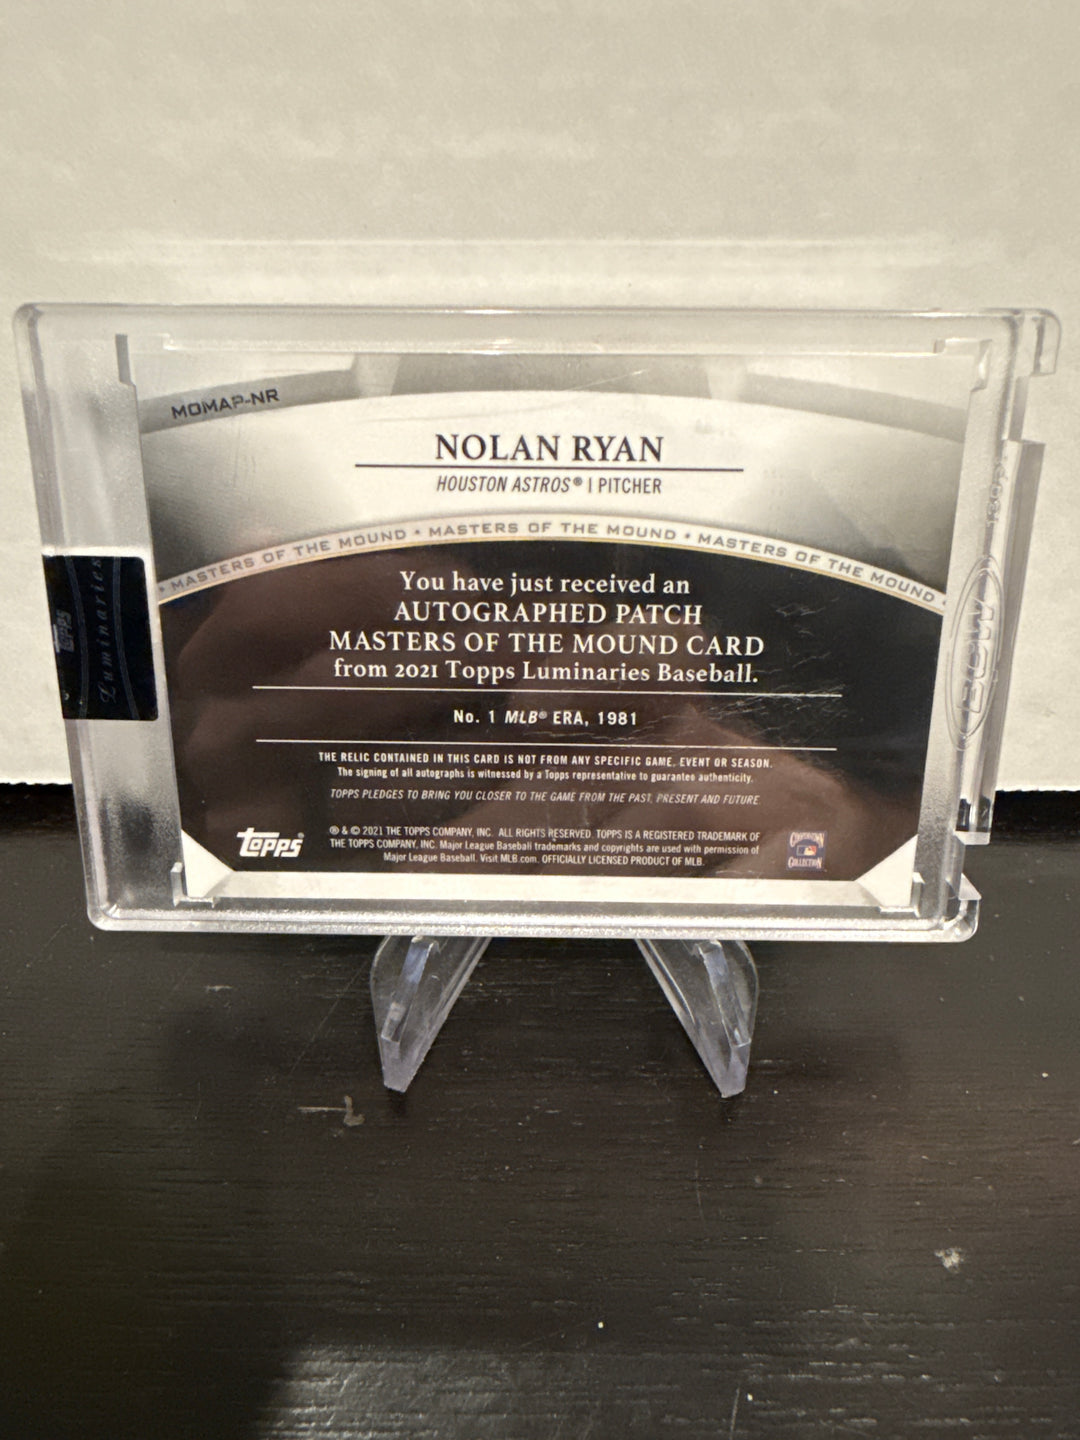 MOMAP-NR
NOLAN RYAN
HOUSTON ASTROS® | PITCHER
MASTERS OF THE MOUND • MASTERS OF THE MOUND • MASTERS OF THE MOUND
You have just received an
AUTOGRAPHED PATCH
MASTERS OF THE MOUND CARD
from 2021 Topps Luminaries Baseball.
No. 1 MLB® ERA, 1981
THE RELIC CONTAINED IN THIS CARD IS NOT FROM ANY SPECIFIC GAME, EVENT OR SEASON.
The signing of all autographs is witnessed by a Topps representative to guarantee authenticity.
TOPPS PLEDGES TO BRING YOU CLOSER TO THE GAME FROM THE PAST, PRESENT AND FUTURE.
Topps®
® & © 2021 THE TOPPS COMPANY, INC. ALL RIGHTS RESERVED. TOPPS IS A REGISTERED TRADEMARK OF
THE TOPPS COMPANY, INC. Major League Baseball trademarks and copyrights are used with permission of
Major League Baseball. Visit MLB.com. OFFICIALLY LICENSED PRODUCT OF MLB.
COOPERSTOWN
COLLECTION
Topps
Luminaries
BCW